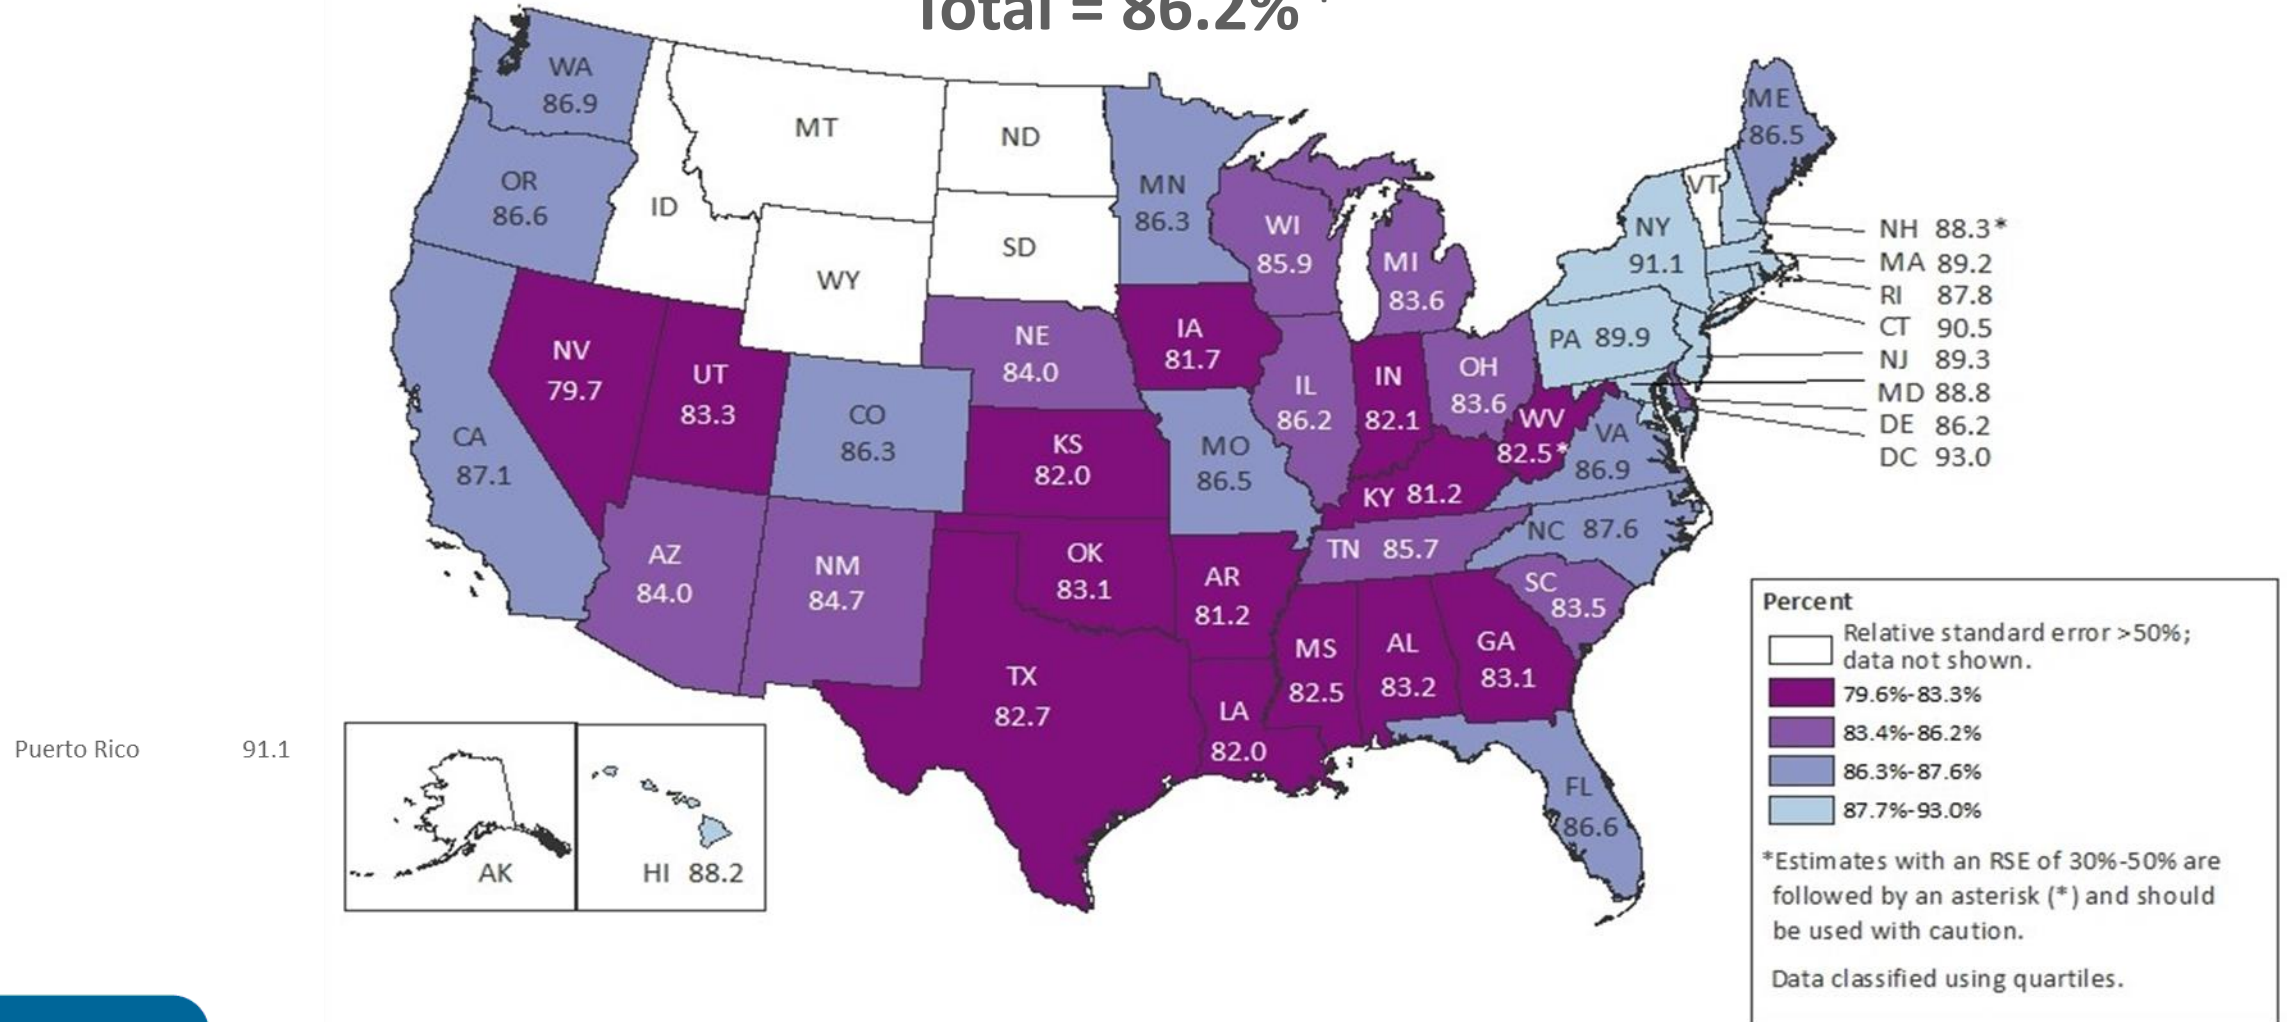 Total = 86.2%
WA
86.9
MT
ND
OR
86.6
ID
MN
86.3
WI
85.9
MI
83.6
ME
86.5
VT
NY
91.1
NH 88.3*
MA 89.2
RI 87.8
CT 90.5
NJ 89.3
MD 88.8
DE 86.2
DC 93.0
SD
WY
NV
79.7
UT
83.3
NE
84.0
IA
81.7
IL
86.2
IN
82.1
OH
83.6
PA 89.9
WV
82.5*
VA
86.9
CA
87.1
CO
86.3
KS
82.0
MO
86.5
KY 81.2
NC 87.6
TN 85.7
AZ
84.0
NM
84.7
OK
83.1
AR
81.2
SC
83.5
TX
82.7
LA
82.0
MS
82.5
AL
83.2
GA
83.1
FL
86.6
Puerto Rico 91.1
AK
HI 88.2
Percent
Relative standard error >50%;
data not shown.
79.6%-83.3%
83.4%-86.2%
86.3%-87.6%
87.7%-93.0%
*Estimates with an RSE of 30%-50% are
followed by an asterisk (*) and should
be used with caution.
Data classified using quartiles.